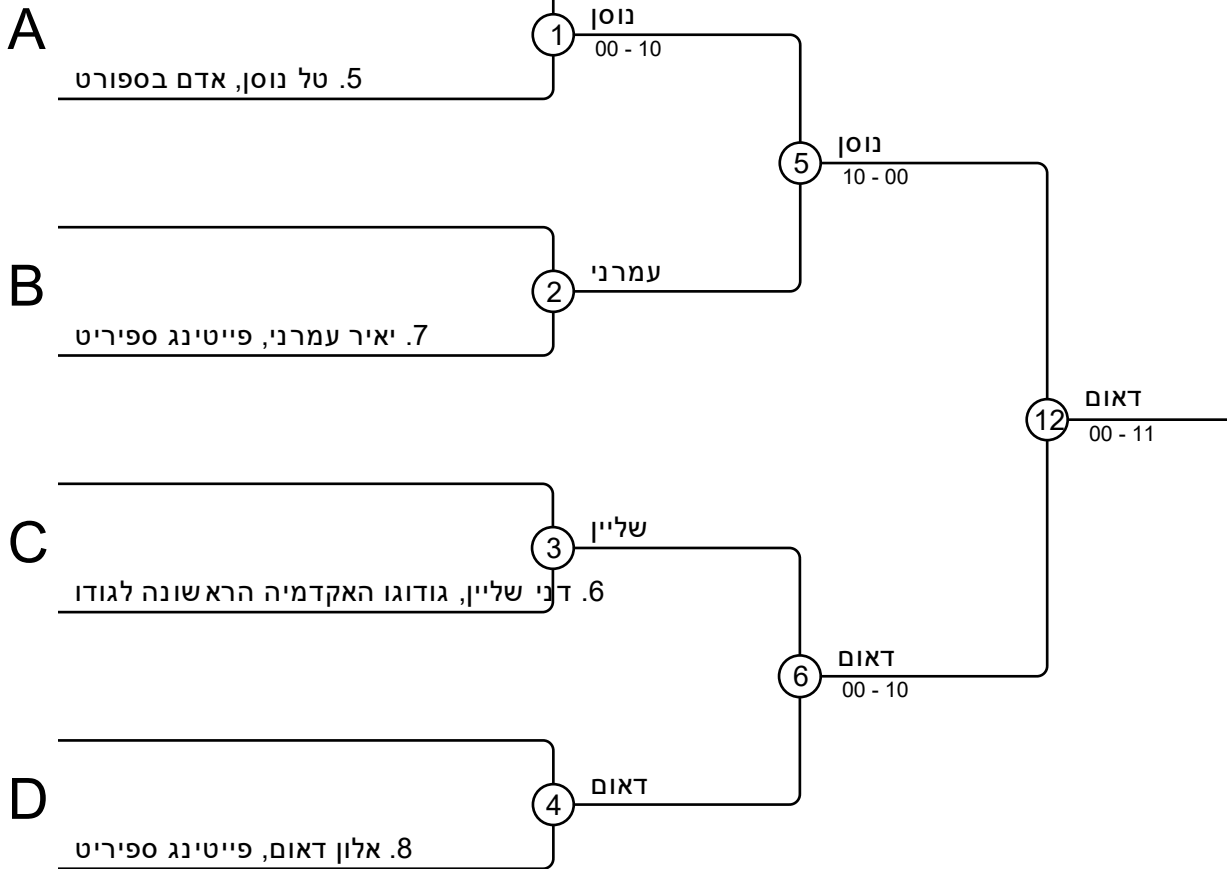 A
1
נוסן
00 - 10
5. טל נוסן, אדם בספורט
5
נוסן
10 - 00
B
2
עמרני
7. יאיר עמרני, פייטינג ספיריט
12
דאום
00 - 11
C
3
שליין
6. דני שליין, גודוגו האקדמיה הראשונה לגודו
6
דאום
00 - 10
D
4
דאום
8. אלון דאום, פייטינג ספיריט